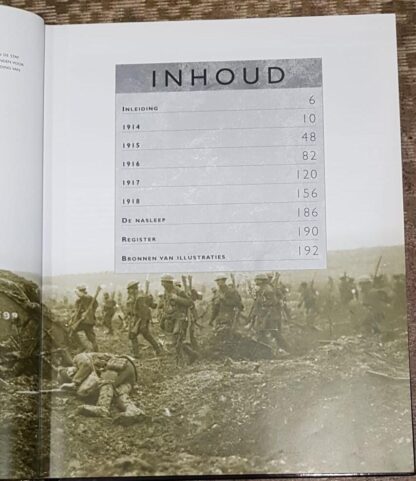 INHOUD
INLEIDING 6
1914 10
1915 48
1916 82
1917 120
1918 156
DE NASLEEP 186
REGISTER 190
BRONNEN VAN ILLUSTRATIES 192